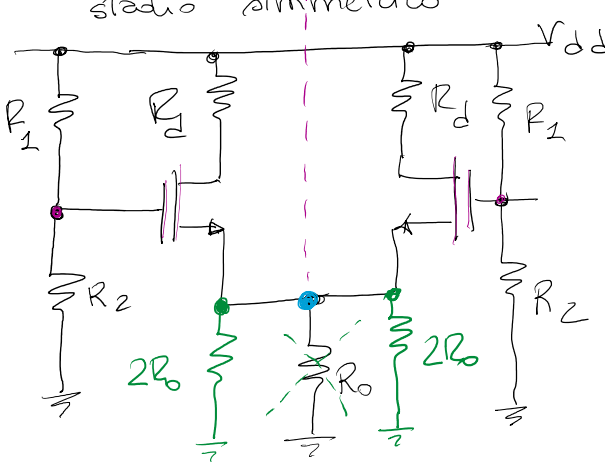 stadio simmetrico
Vdd
R1 Rd Rd R1
R2 R2
2R0 R0 2R0